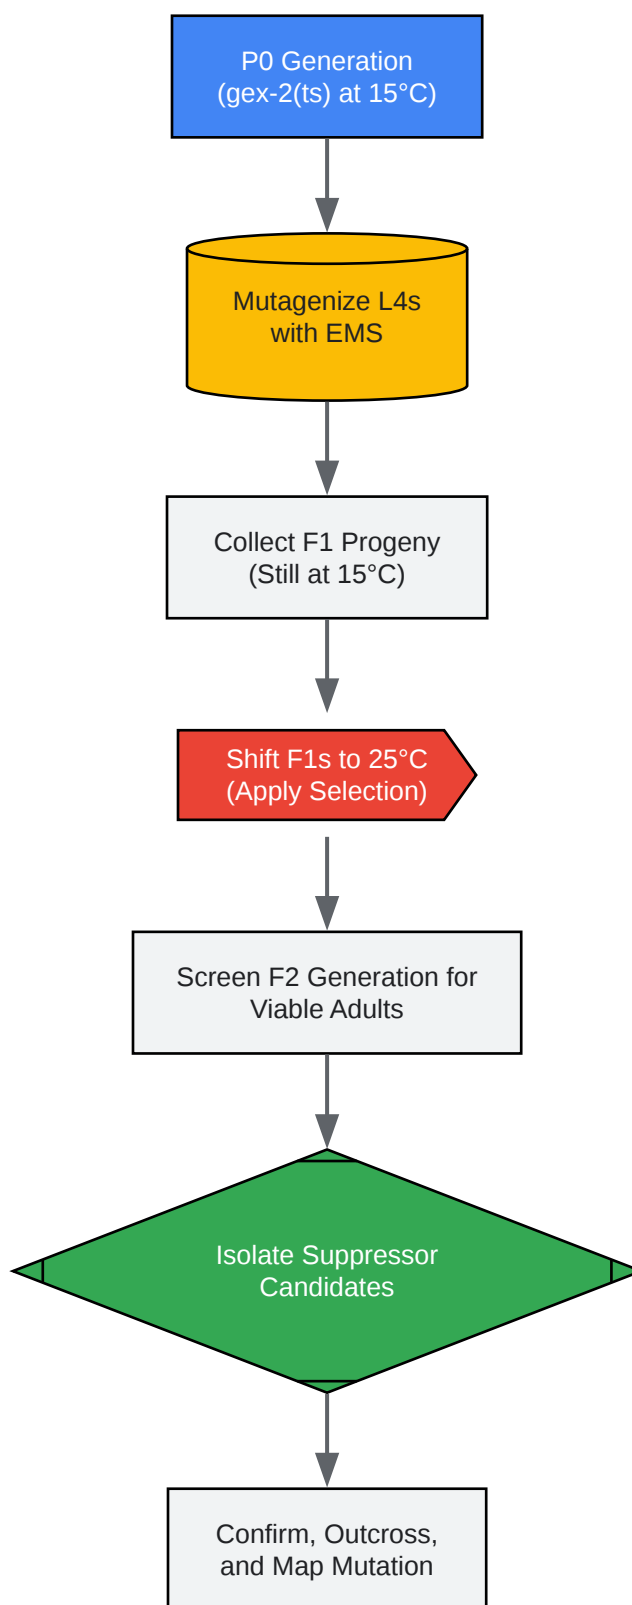 P0 Generation
(gex-2(ts) at 15°C)
Mutagenize L4s
with EMS
Collect F1 Progeny
(Still at 15°C)
Shift F1s to 25°C
(Apply Selection)
Screen F2 Generation for
Viable Adults
Isolate Suppressor
Candidates
Confirm, Outcross,
and Map Mutation